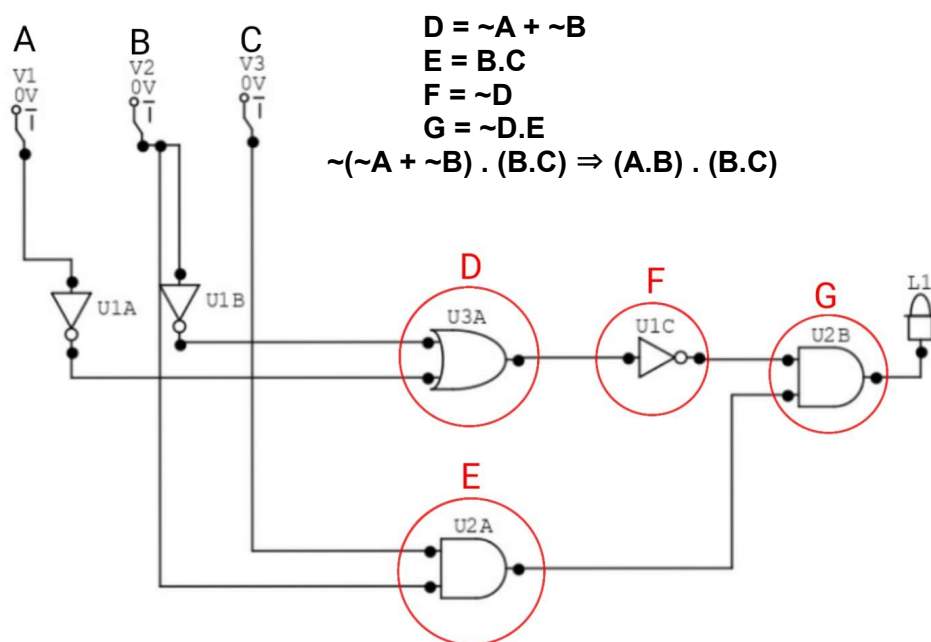 D = ~A + ~B
E = B.C
F = ~D
G = ~D.E
~(~A + ~B) . (B.C) ⇒ (A.B) . (B.C)
A
B
C
V1
0V
V2
0V
V3
0V
U1A
U1B
D
U3A
F
U1C
G
U2B
L1
E
U2A